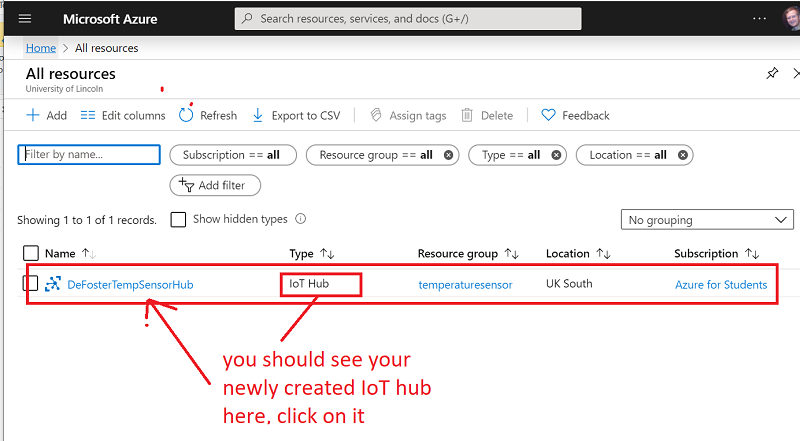 Microsoft Azure
Search resources, services, and docs (G+/)
Home > All resources
All resources
University of Lincoln
Add Edit columns Refresh Export to CSV Assign tags Delete Feedback
Filter by name... Subscription == all Resource group == all Type == all Location == all
Add filter
Showing 1 to 1 of 1 records. Show hidden types No grouping
Name Type Resource group Location Subscription
DeFosterTempSensorHub IoT Hub temperaturesensor UK South Azure for Students
you should see your
newly created IoT hub
here, click on it